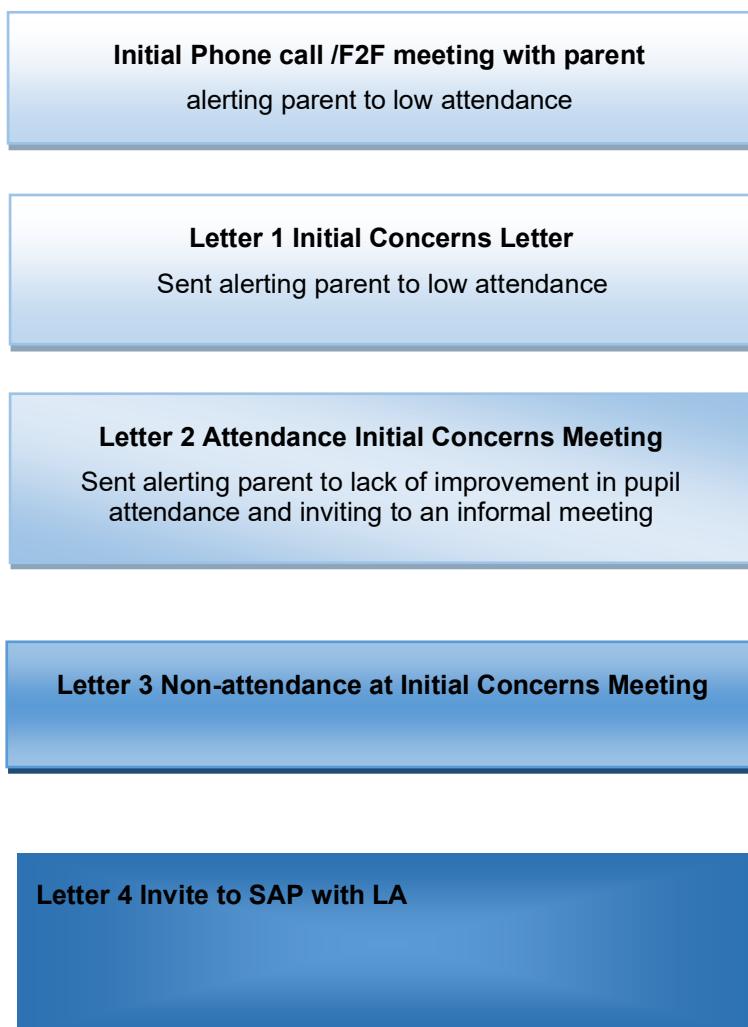 Initial Phone call /F2F meeting with parent
alerting parent to low attendance
Letter 1 Initial Concerns Letter
Sent alerting parent to low attendance
Letter 2 Attendance Initial Concerns Meeting
Sent alerting parent to lack of improvement in pupil
attendance and inviting to an informal meeting
Letter 3 Non-attendance at Initial Concerns Meeting
Letter 4 Invite to SAP with LA